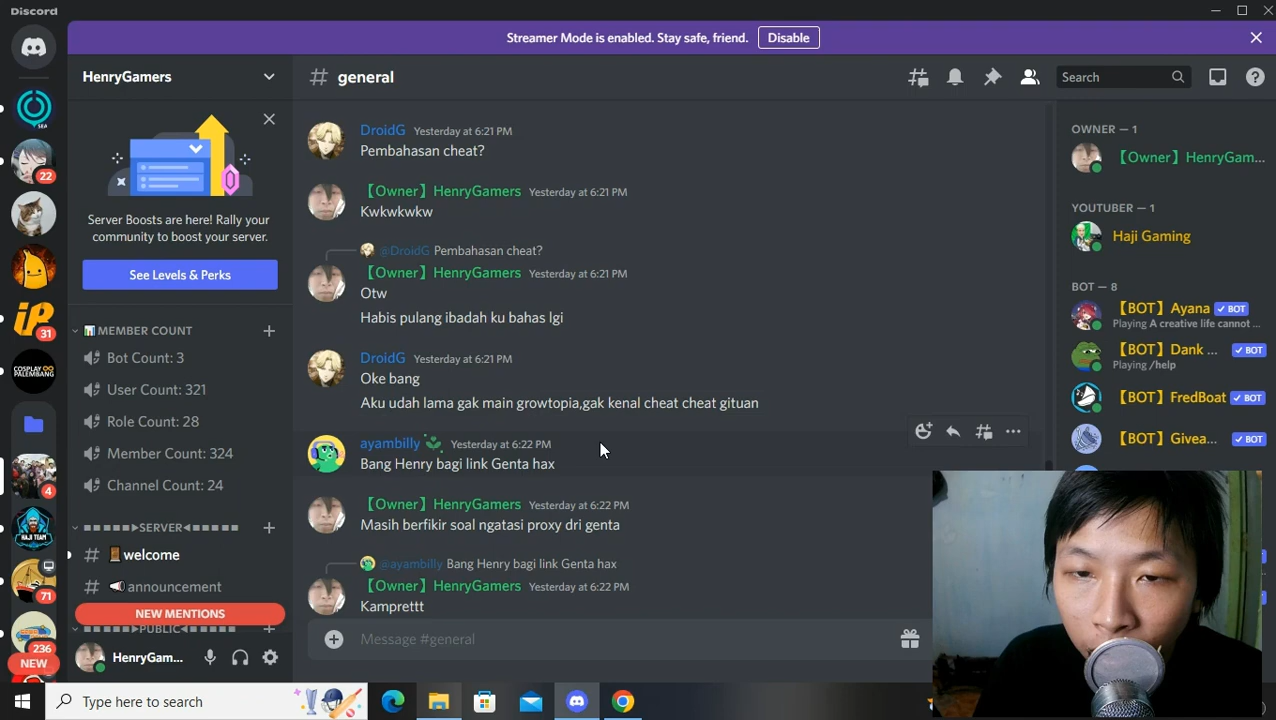 Discord
Streamer Mode is enabled. Stay safe, friend. Disable
22
31
COSPLAY
PALEMBANG
4
HAJI TEAM
71
236
NEW
HenryGamers
Server Boosts are here! Rally your
community to boost your server.
See Levels & Perks
MEMBER COUNT
Bot Count: 3
User Count: 321
Role Count: 28
Member Count: 324
Channel Count: 24
SERVER
welcome
announcement
NEW MENTIONS
PUBLIC
HenryGam...
general
Search
DroidG Yesterday at 6:21 PM
Pembahasan cheat?
【Owner】HenryGamers Yesterday at 6:21 PM
Kwkwkwkw
@DroidG Pembahasan cheat?
【Owner】HenryGamers Yesterday at 6:21 PM
Otw
Habis pulang ibadah ku bahas lgi
DroidG Yesterday at 6:21 PM
Oke bang
Aku udah lama gak main growtopia,gak kenal cheat cheat gituan
ayambilly Yesterday at 6:22 PM
Bang Henry bagi link Genta hax
【Owner】HenryGamers Yesterday at 6:22 PM
Masih berfikir soal ngatasi proxy dri genta
@ayambilly Bang Henry bagi link Genta hax
【Owner】HenryGamers Yesterday at 6:22 PM
Kamprettt
Message #general
OWNER — 1
【Owner】HenryGam...
YOUTUBER — 1
Haji Gaming
BOT — 8
【BOT】Ayana BOT
Playing A creative life cannot ...
【BOT】Dank ... BOT
Playing /help
【BOT】FredBoat BOT
【BOT】Givea... BOT
Type here to search